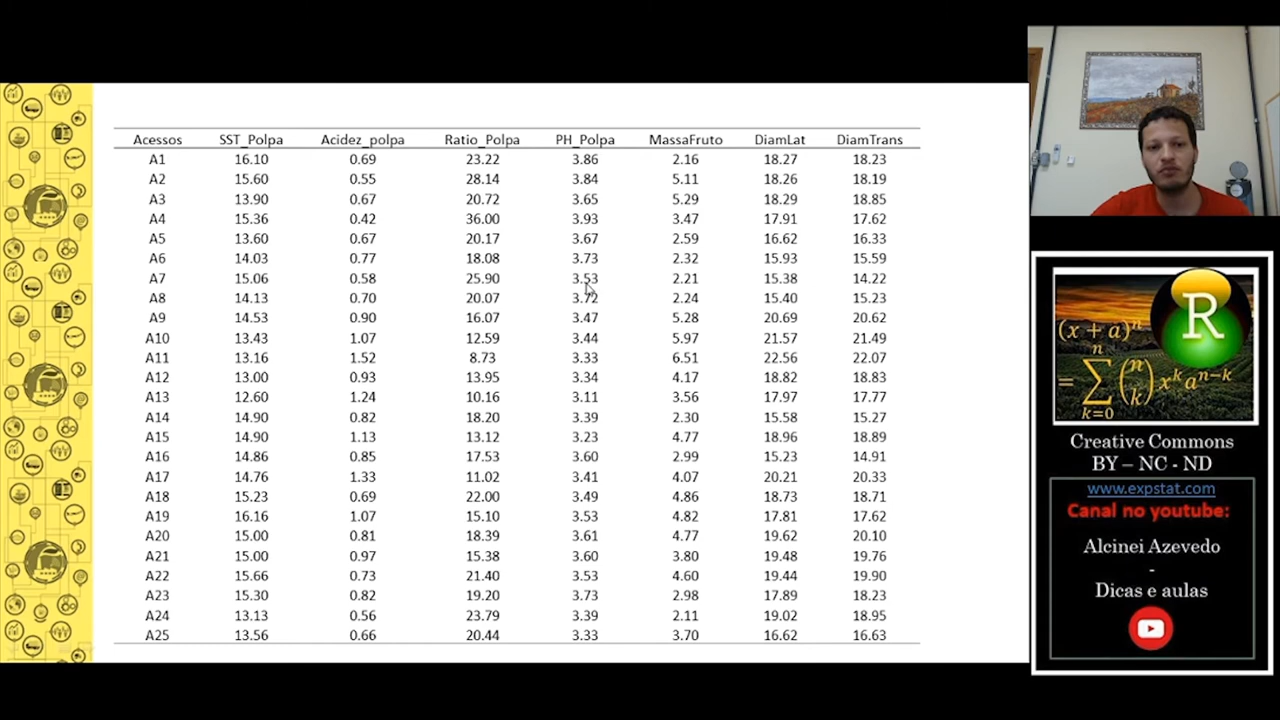 Acessos SST_Polpa Acidez_polpa Ratio_Polpa PH_Polpa MassaFruto DiamLat DiamTrans
A1 16.10 0.69 23.22 3.86 2.16 18.27 18.23
A2 15.60 0.55 28.14 3.84 5.11 18.26 18.19
A3 13.90 0.67 20.72 3.65 5.29 18.29 18.85
A4 15.36 0.42 36.00 3.93 3.47 17.91 17.62
A5 13.60 0.67 20.17 3.67 2.59 16.62 16.33
A6 14.03 0.77 18.08 3.73 2.32 15.93 15.59
A7 15.06 0.58 25.90 3.53 2.21 15.38 14.22
A8 14.13 0.70 20.07 3.72 2.24 15.40 15.23
A9 14.53 0.90 16.07 3.47 5.28 20.69 20.62
A10 13.43 1.07 12.59 3.44 5.97 21.57 21.49
A11 13.16 1.52 8.73 3.33 6.51 22.56 22.07
A12 13.00 0.93 13.95 3.34 4.17 18.82 18.83
A13 12.60 1.24 10.16 3.11 3.56 17.97 17.77
A14 14.90 0.82 18.20 3.39 2.30 15.58 15.27
A15 14.90 1.13 13.12 3.23 4.77 18.96 18.89
A16 14.86 0.85 17.53 3.60 2.99 15.23 14.91
A17 14.76 1.33 11.02 3.41 4.07 20.21 20.33
A18 15.23 0.69 22.00 3.49 4.86 18.73 18.71
A19 16.16 1.07 15.10 3.53 4.82 17.81 17.62
A20 15.00 0.81 18.39 3.61 4.77 19.62 20.10
A21 15.00 0.97 15.38 3.60 3.80 19.48 19.76
A22 15.66 0.73 21.40 3.53 4.60 19.44 19.90
A23 15.30 0.82 19.20 3.73 2.98 17.89 18.23
A24 13.13 0.56 23.79 3.39 2.11 19.02 18.95
A25 13.56 0.66 20.44 3.33 3.70 16.62 16.63
R
(x + a)^n
= ∑_{k=0}^{n} (n k) x^k a^{n−k}
Creative Commons
BY – NC - ND
www.expstat.com
Canal no youtube:
Alcinei Azevedo
-
Dicas e aulas